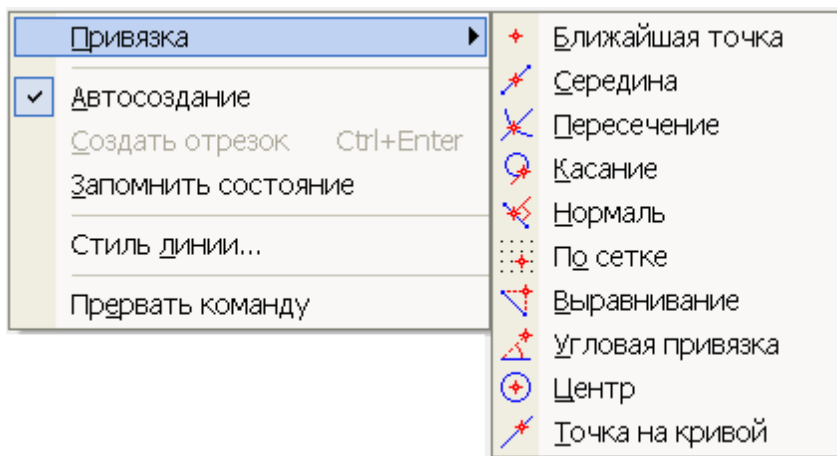 Привязка
Автосоздание
Создать отрезок Ctrl+Enter
Запомнить состояние
Стиль линии...
Прервать команду
Ближайшая точка
Середина
Пересечение
Касание
Нормаль
По сетке
Выравнивание
Угловая привязка
Центр
Точка на кривой